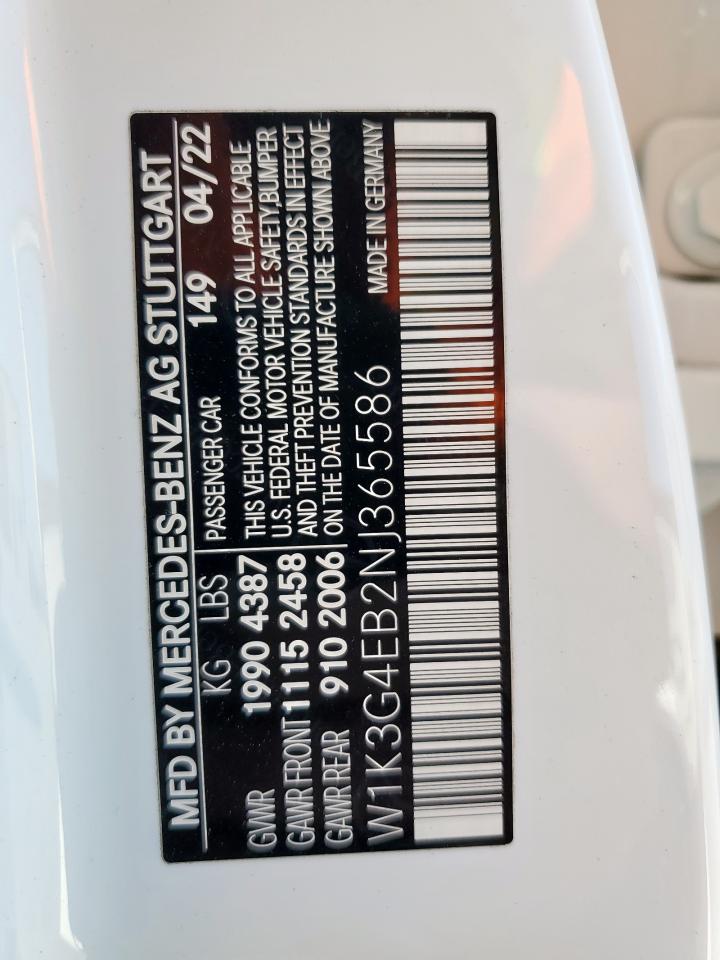 MFD BY MERCEDES-BENZ AG STUTTGART
KG LBS PASSENGER CAR 149 04/22
GWR 1990 4387 THIS VEHICLE CONFORMS TO ALL APPLICABLE
GAWR FRONT 1115 2458 U.S. FEDERAL MOTOR VEHICLE SAFETY, BUMPER
GAWR REAR 910 2006 AND THEFT PREVENTION STANDARDS IN EFFECT
ON THE DATE OF MANUFACTURE SHOWN ABOVE
W1K3G4EB2NJ365586 MADE IN GERMANY